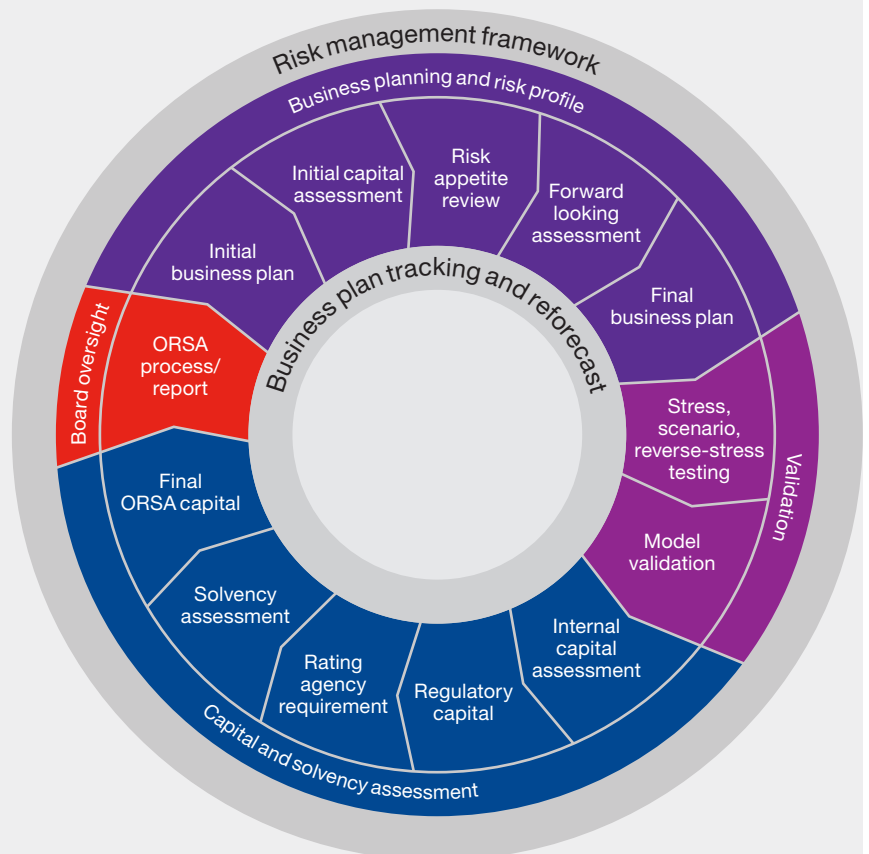 Risk management framework
Business planning and risk profile
Initial
business plan
Initial capital
assessment
Risk
appetite
review
Forward
looking
assessment
Final
business plan
Validation
Stress,
scenario,
reverse-stress
testing
Model
validation
Capital and solvency assessment
Internal
capital
assessment
Regulatory
capital
Rating
agency
requirement
Solvency
assessment
Final
ORSA capital
Board oversight
ORSA
process/
report
Business plan tracking and reforecast